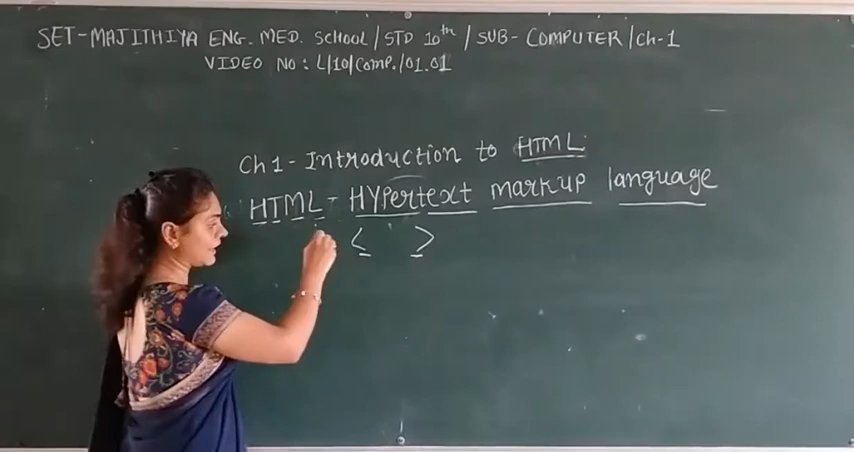 SET-MAJITHIYA ENG. MED. SCHOOL / STD 10th / SUB- COMPUTER / Ch-1
VIDEO NO : L/10/Comp./01.01
Ch 1 - Introduction to HTML
HTML - HYPertext markup language
< >